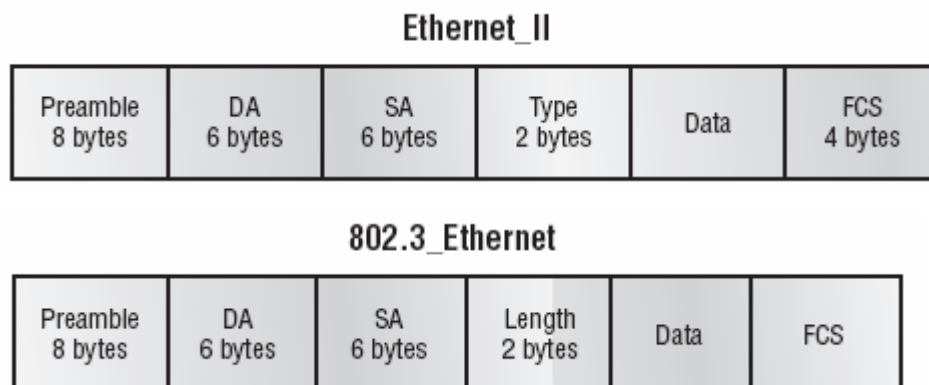 Ethernet_II
Preamble DA SA Type Data FCS
8 bytes 6 bytes 6 bytes 2 bytes 4 bytes
802.3_Ethernet
Preamble DA SA Length Data FCS
8 bytes 6 bytes 6 bytes 2 bytes